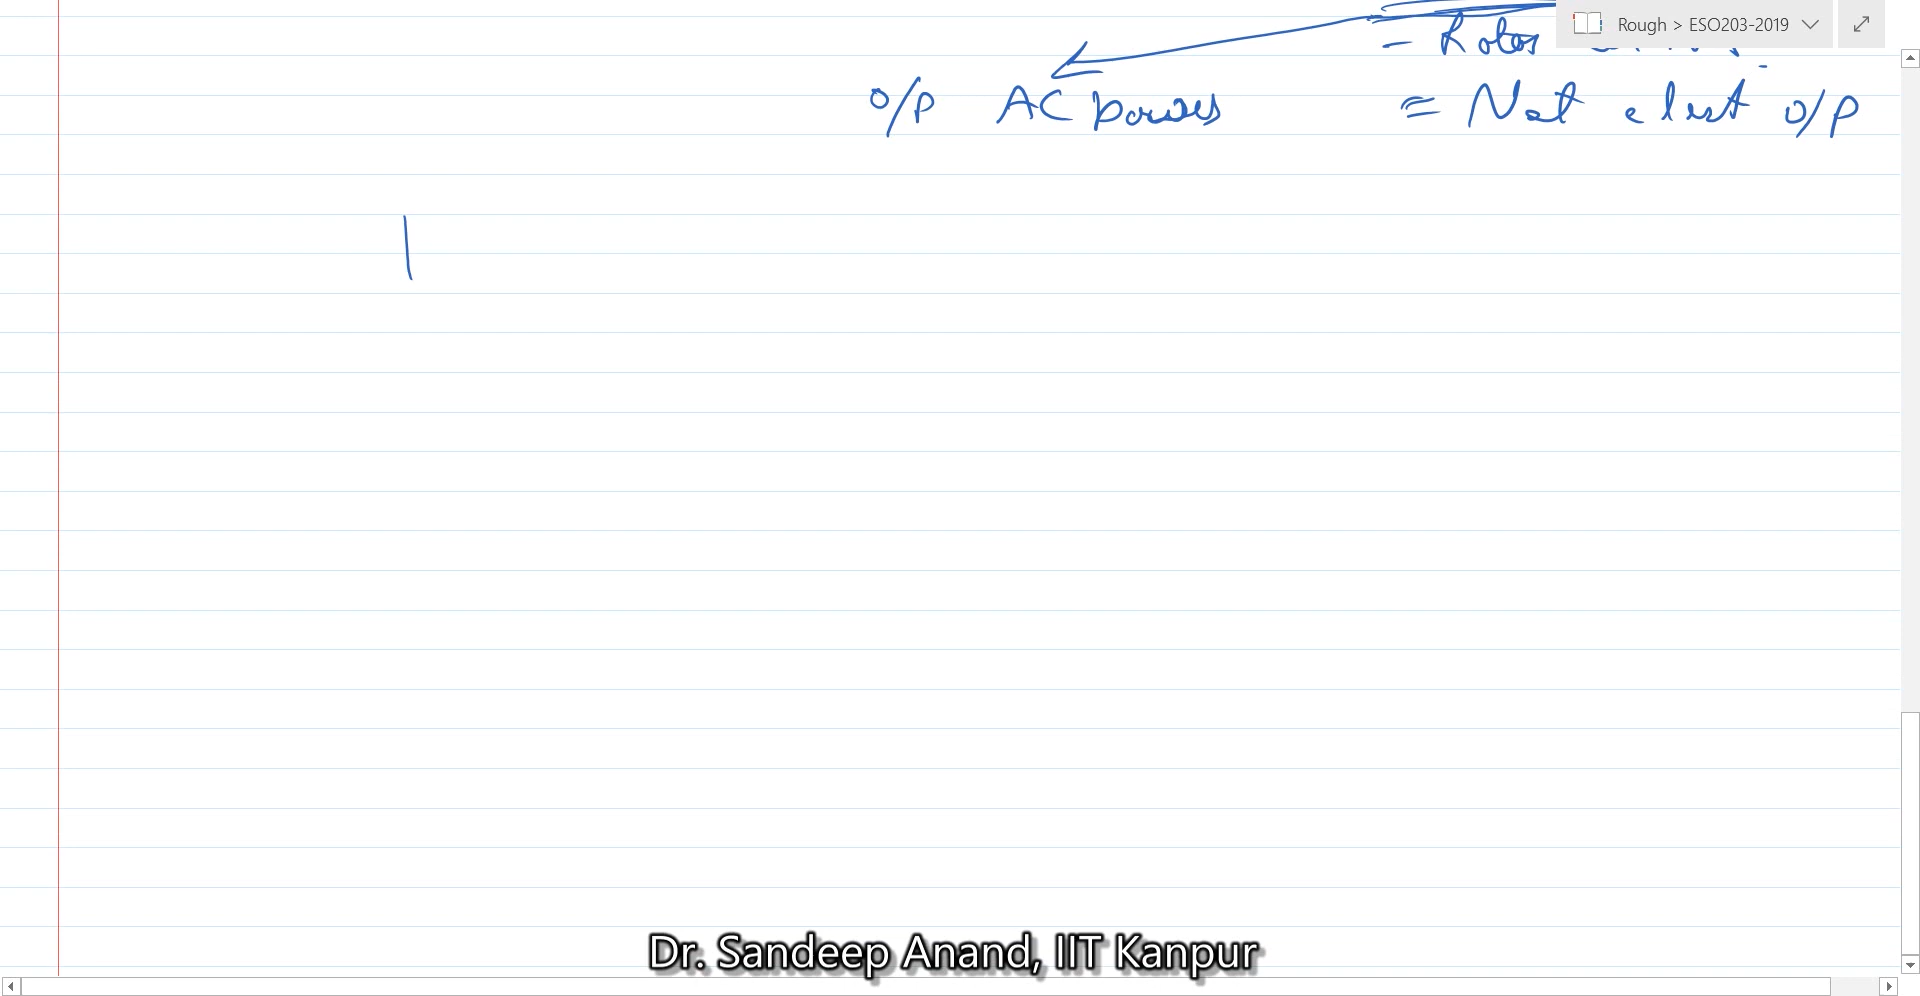 Rough > ESO203-2019
- Rotor
o/p AC power = Net elect o/p
Dr. Sandeep Anand, IIT Kanpur